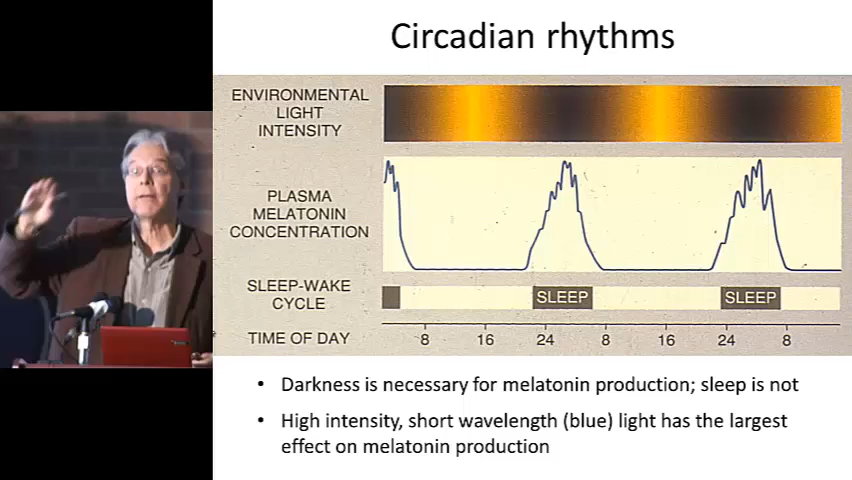 Circadian rhythms
ENVIRONMENTAL
LIGHT
INTENSITY
PLASMA
MELATONIN
CONCENTRATION
SLEEP-WAKE
CYCLE
SLEEP
SLEEP
TIME OF DAY
8
16
24
8
16
24
8
• Darkness is necessary for melatonin production; sleep is not
• High intensity, short wavelength (blue) light has the largest
effect on melatonin production